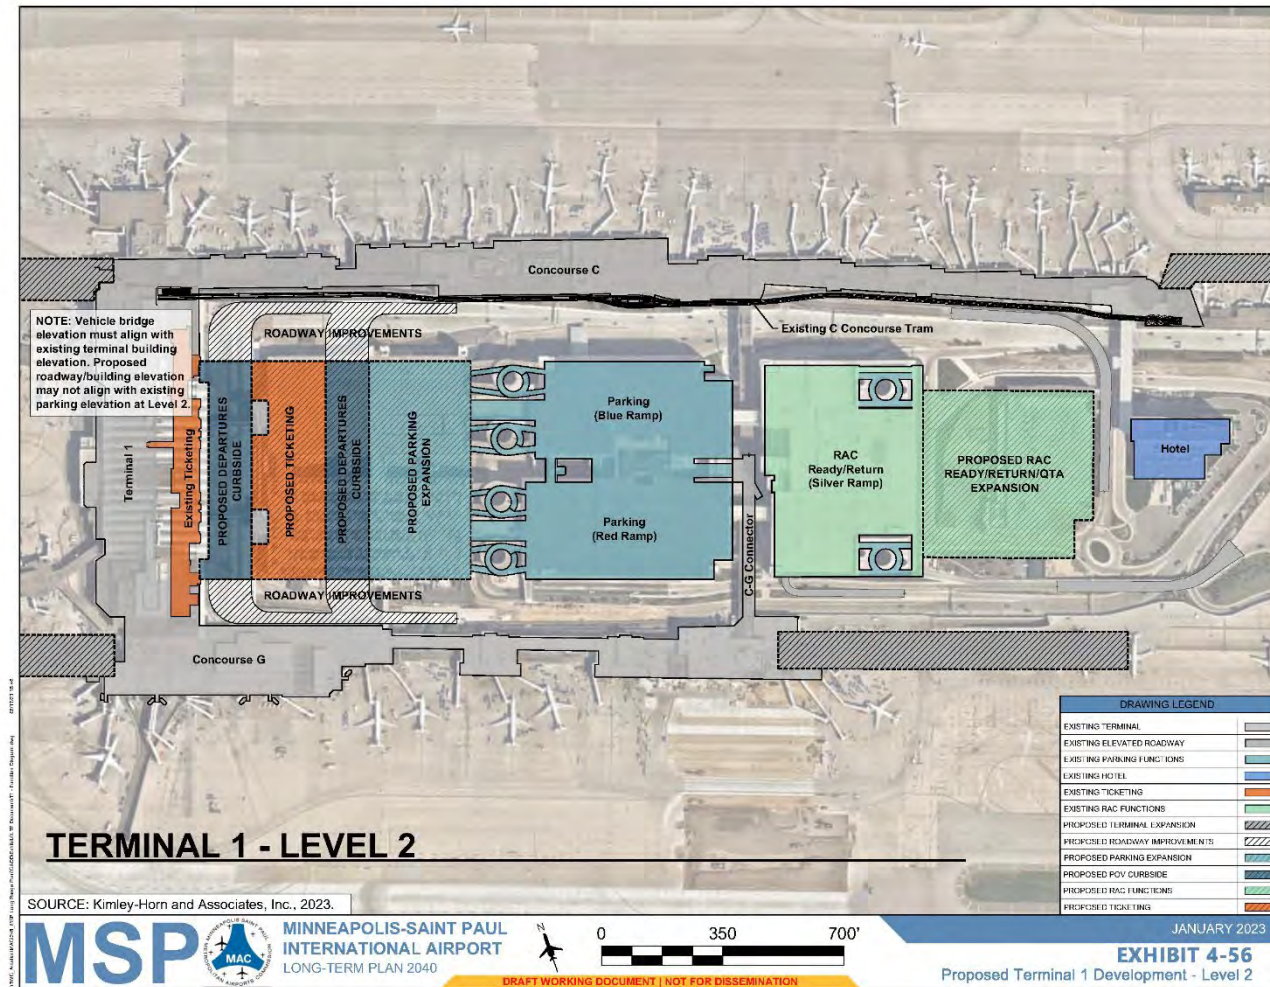 Concourse C
Existing C Concourse Tram
NOTE: Vehicle bridge
elevation must align with
existing terminal building
elevation. Proposed
roadway/building elevation
may not align with existing
parking elevation at Level 2.
ROADWAY IMPROVEMENTS
Terminal 1
Existing Ticketing
PROPOSED DEPARTURES
CURBSIDE
PROPOSED TICKETING
PROPOSED DEPARTURES
CURBSIDE
PROPOSED PARKING
EXPANSION
Parking
(Blue Ramp)
Parking
(Red Ramp)
C-G Connector
RAC
Ready/Return
(Silver Ramp)
PROPOSED RAC
READY/RETURN/QTA
EXPANSION
Hotel
ROADWAY IMPROVEMENTS
Concourse G
DRAWING LEGEND
EXISTING TERMINAL
EXISTING ELEVATED ROADWAY
EXISTING PARKING FUNCTIONS
EXISTING HOTEL
EXISTING TICKETING
EXISTING RAC FUNCTIONS
PROPOSED TERMINAL EXPANSION
PROPOSED ROADWAY IMPROVEMENTS
PROPOSED PARKING EXPANSION
PROPOSED POV CURBSIDE
PROPOSED RAC FUNCTIONS
PROPOSED TICKETING
TERMINAL 1 - LEVEL 2
SOURCE: Kimley-Horn and Associates, Inc., 2023.
MSP
MINNEAPOLIS SAINT PAUL
METROPOLITAN AIRPORTS COMMISSION
MAC
MINNEAPOLIS-SAINT PAUL
INTERNATIONAL AIRPORT
LONG-TERM PLAN 2040
N
0 350 700'
DRAFT WORKING DOCUMENT | NOT FOR DISSEMINATION
JANUARY 2023
EXHIBIT 4-56
Proposed Terminal 1 Development - Level 2